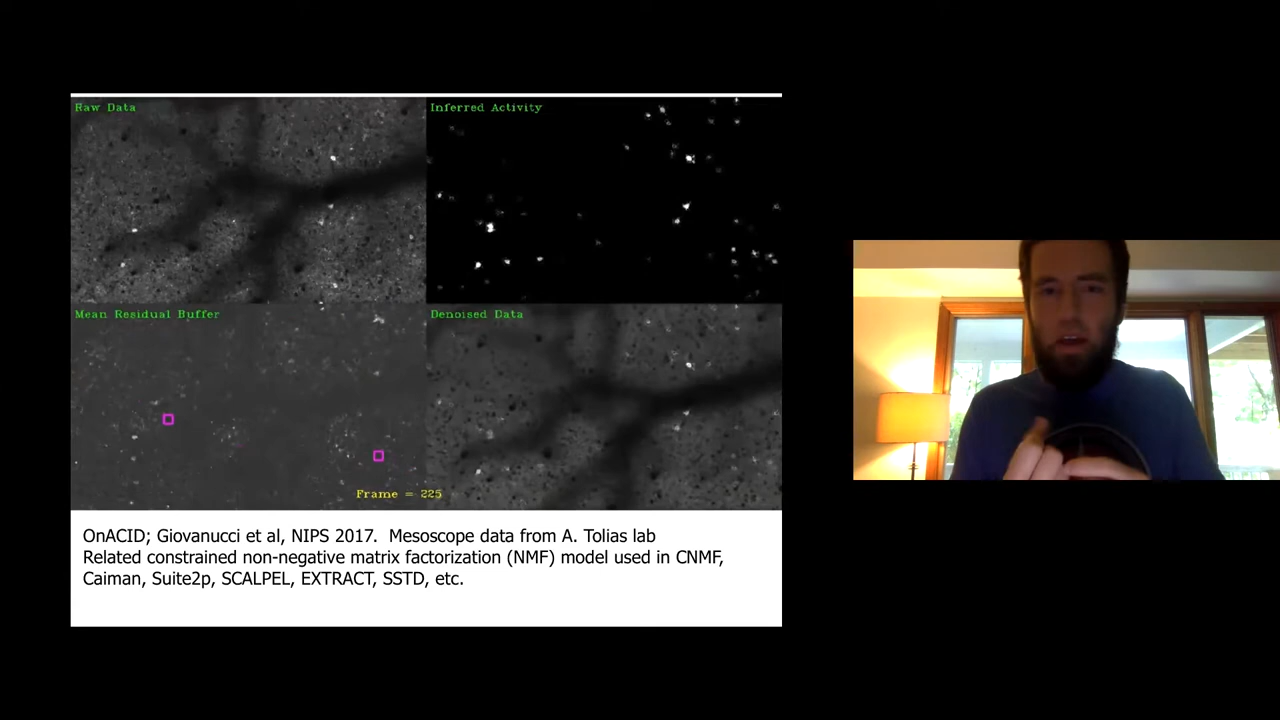 Raw Data
Inferred Activity
Mean Residual Buffer
Denoised Data
Frame = 225
OnACID; Giovanucci et al, NIPS 2017.  Mesoscope data from A. Tolias lab
Related constrained non-negative matrix factorization (NMF) model used in CNMF,
Caiman, Suite2p, SCALPEL, EXTRACT, SSTD, etc.